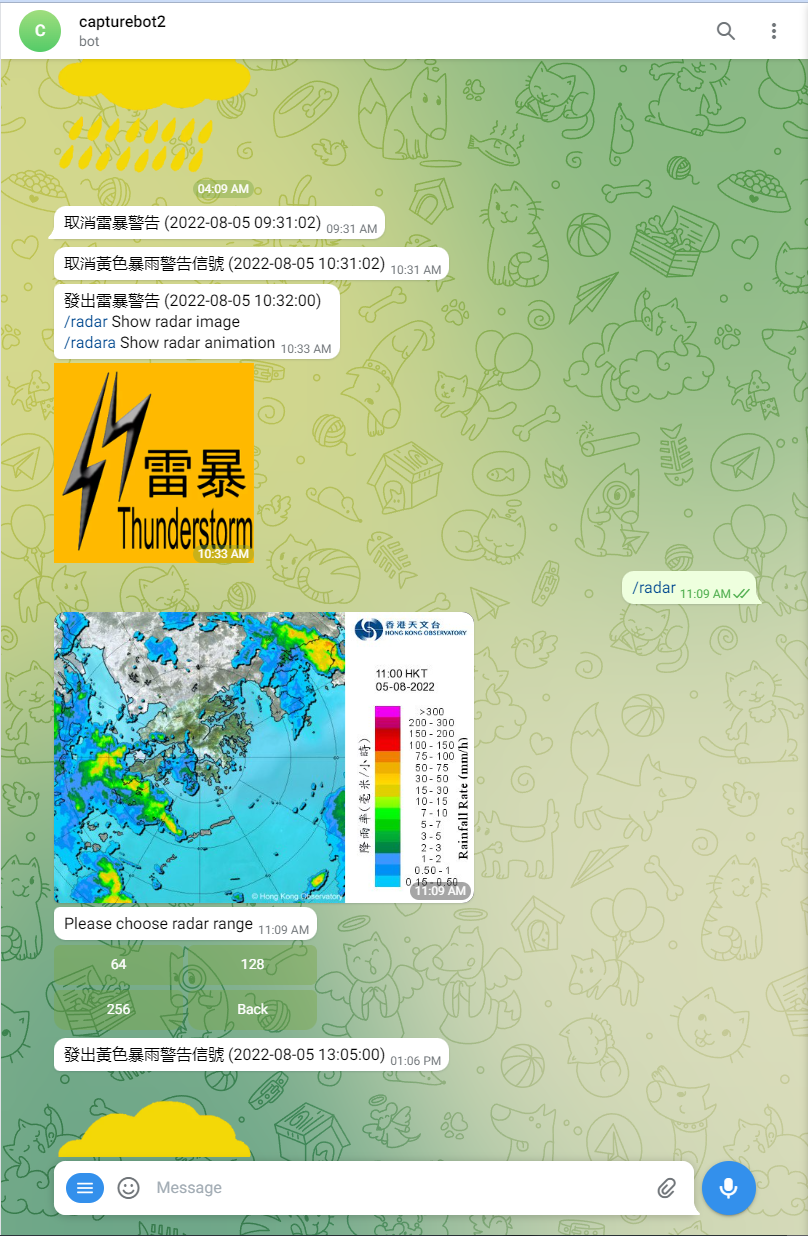 C
capturebot2
bot
04:09 AM
取消雷暴警告 (2022-08-05 09:31:02) 09:31 AM
取消黃色暴雨警告信號 (2022-08-05 10:31:02) 10:31 AM
發出雷暴警告 (2022-08-05 10:32:00)
/radar Show radar image
/radara Show radar animation 10:33 AM
雷暴
Thunderstorm
10:33 AM
/radar 11:09 AM
香港天文台
HONG KONG OBSERVATORY
11:00 HKT
05-08-2022
降雨率(毫米/小時)
Rainfall Rate (mm/h)
>300
200 - 300
150 - 200
100 - 150
75 - 100
50 - 75
30 - 50
15 - 30
10 - 15
7 - 10
5 - 7
3 - 5
2 - 3
1 - 2
0.50 - 1
0.15 - 0.50
© Hong Kong Observatory
11:09 AM
Please choose radar range 11:09 AM
64 128
256 Back
發出黃色暴雨警告信號 (2022-08-05 13:05:00) 01:06 PM
Message